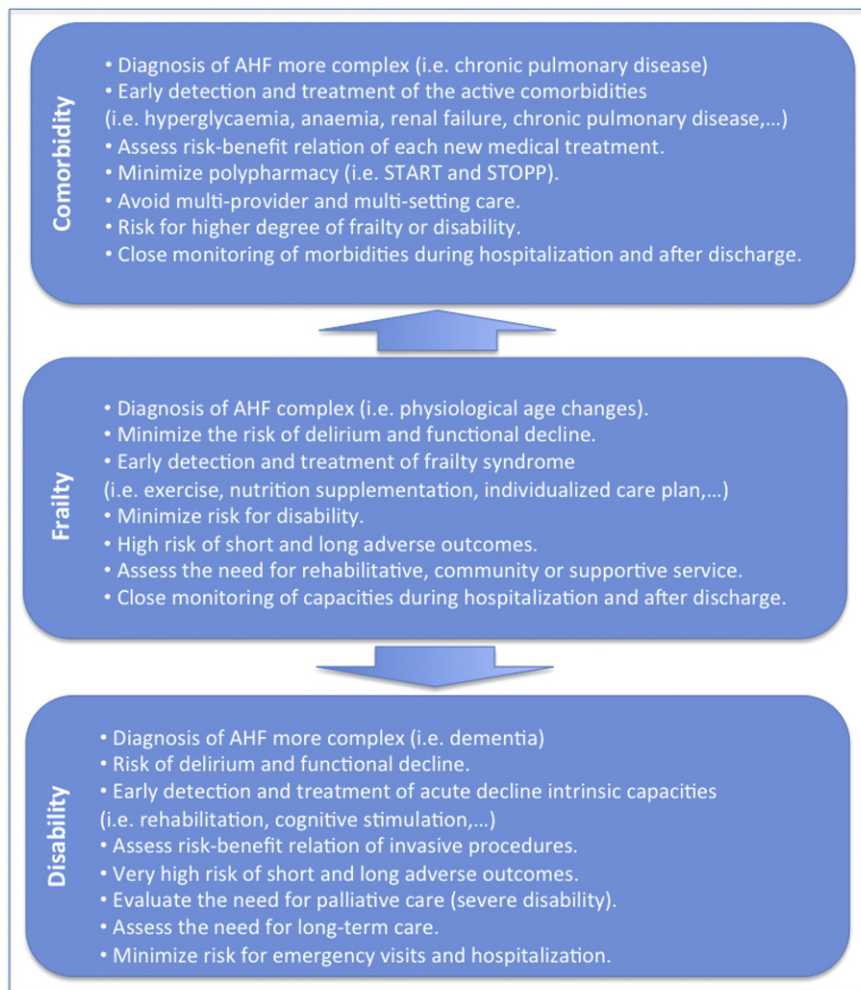 Comorbidity
• Diagnosis of AHF more complex (i.e. chronic pulmonary disease)
• Early detection and treatment of the active comorbidities
(i.e. hyperglycaemia, anaemia, renal failure, chronic pulmonary disease,...)
• Assess risk-benefit relation of each new medical treatment.
• Minimize polypharmacy (i.e. START and STOPP).
• Avoid multi-provider and multi-setting care.
• Risk for higher degree of frailty or disability.
• Close monitoring of morbidities during hospitalization and after discharge.
Frailty
• Diagnosis of AHF complex (i.e. physiological age changes).
• Minimize the risk of delirium and functional decline.
• Early detection and treatment of frailty syndrome
(i.e. exercise, nutrition supplementation, individualized care plan,...)
• Minimize risk for disability.
• High risk of short and long adverse outcomes.
• Assess the need for rehabilitative, community or supportive service.
• Close monitoring of capacities during hospitalization and after discharge.
Disability
• Diagnosis of AHF more complex (i.e. dementia)
• Risk of delirium and functional decline.
• Early detection and treatment of acute decline intrinsic capacities
(i.e. rehabilitation, cognitive stimulation,...)
• Assess risk-benefit relation of invasive procedures.
• Very high risk of short and long adverse outcomes.
• Evaluate the need for palliative care (severe disability).
• Assess the need for long-term care.
• Minimize risk for emergency visits and hospitalization.